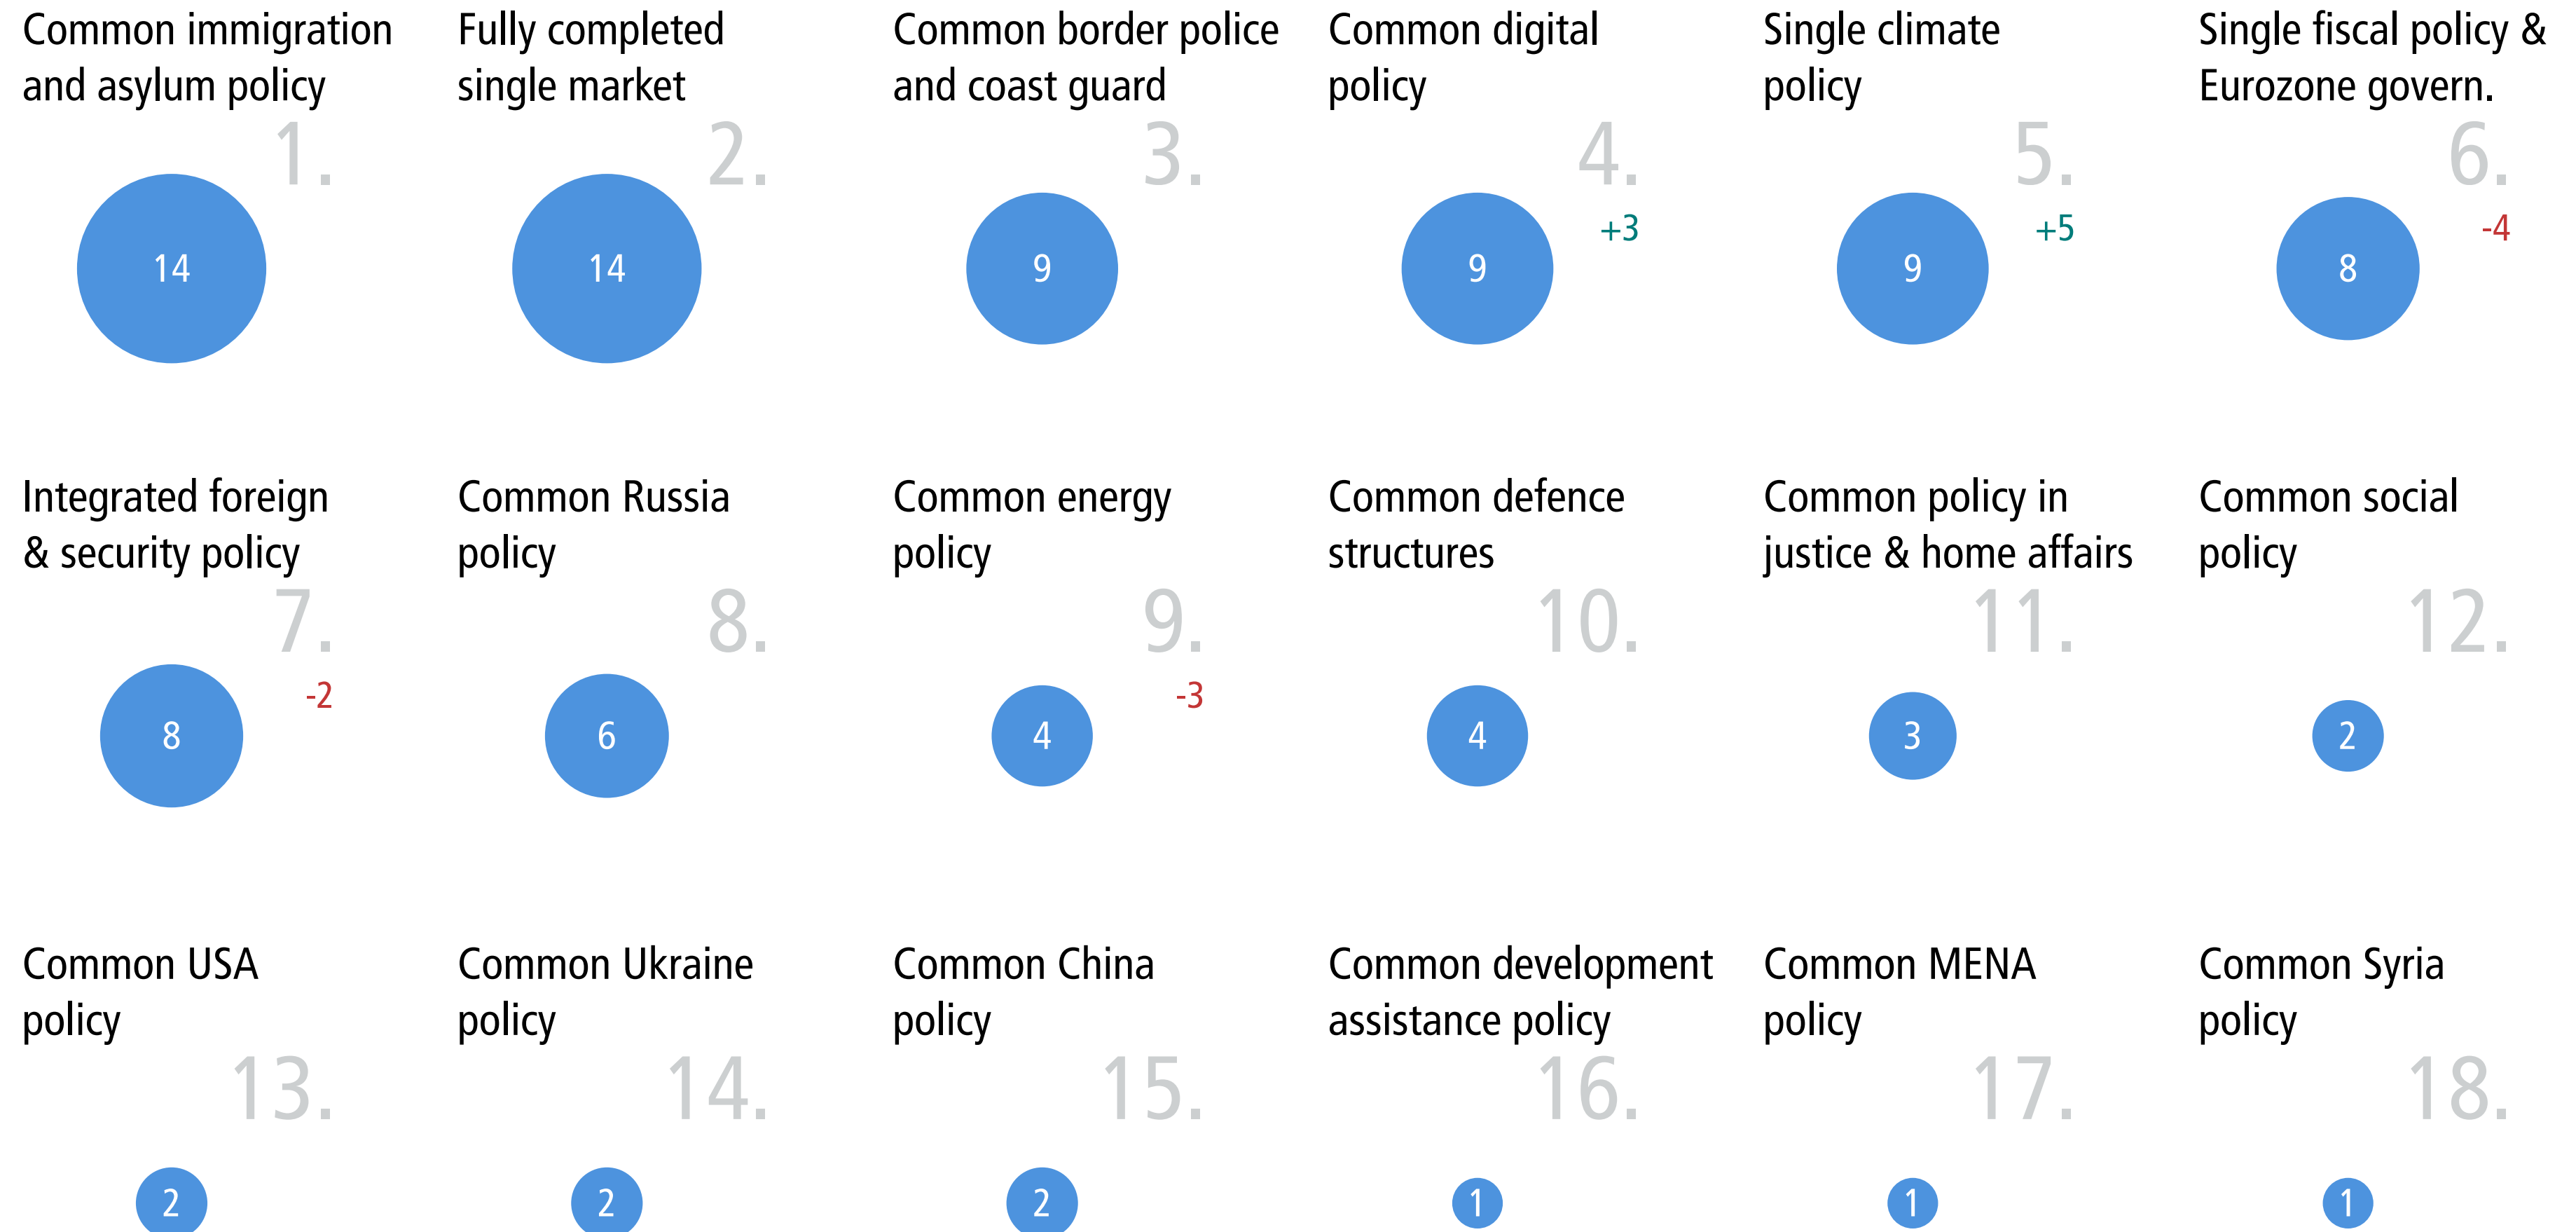 Common immigration
and asylum policy
1.
14
Fully completed
single market
2.
14
Common border police
and coast guard
3.
9
Common digital
policy
4.
+3
9
Single climate
policy
5.
+5
9
Single fiscal policy &
Eurozone govern.
6.
-4
8
Integrated foreign
& security policy
7.
-2
8
Common Russia
policy
8.
6
Common energy
policy
9.
-3
4
Common defence
structures
10.
4
Common policy in
justice & home affairs
11.
3
Common social
policy
12.
2
Common USA
policy
13.
2
Common Ukraine
policy
14.
2
Common China
policy
15.
2
Common development
assistance policy
16.
1
Common MENA
policy
17.
1
Common Syria
policy
18.
1